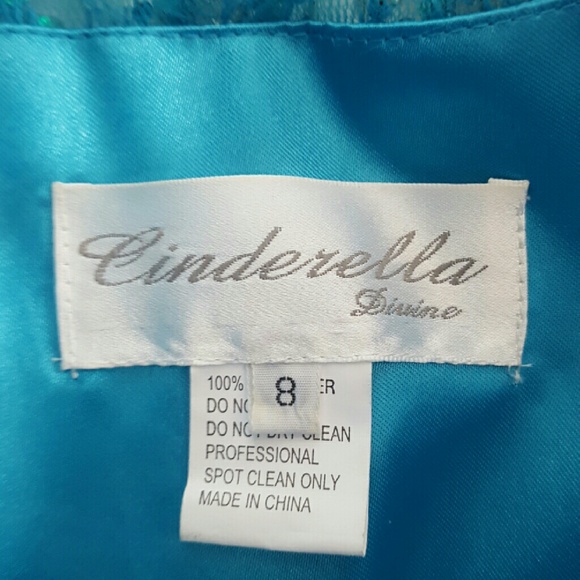 Cinderella
Divine
8
100% ER
DO NO
DO NOT DRY CLEAN
PROFESSIONAL
SPOT CLEAN ONLY
MADE IN CHINA